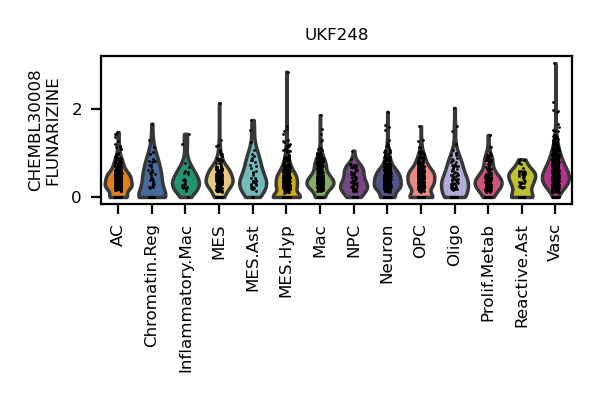 UKF248
CHEMBL30008
FLUNARIZINE
2
0
AC
Chromatin.Reg
Inflammatory.Mac
MES
MES.Ast
MES.Hyp
Mac
NPC
Neuron
OPC
Oligo
Prolif.Metab
Reactive.Ast
Vasc